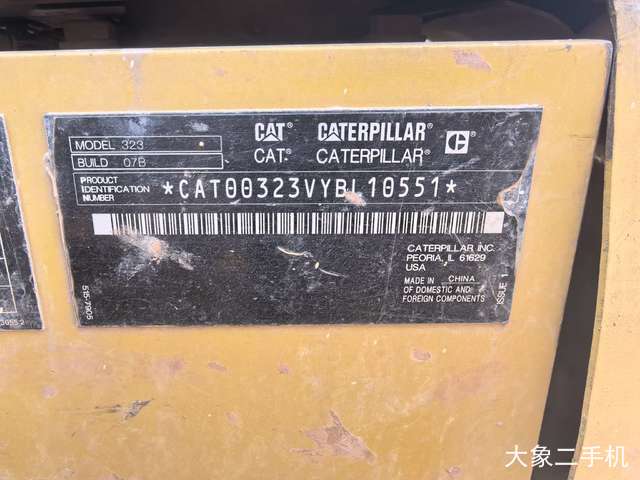 MODEL 323
BUILD 07B
CAT® CATERPILLAR® C®
CAT® CATERPILLAR®
PRODUCT
IDENTIFICATION
NUMBER
*CAT00323VYBL10551*
CATERPILLAR INC.
PEORIA, IL 61629
USA
MADE IN CHINA
OF DOMESTIC AND
FOREIGN COMPONENTS
ISSUE 1
515-7905
大象二手机